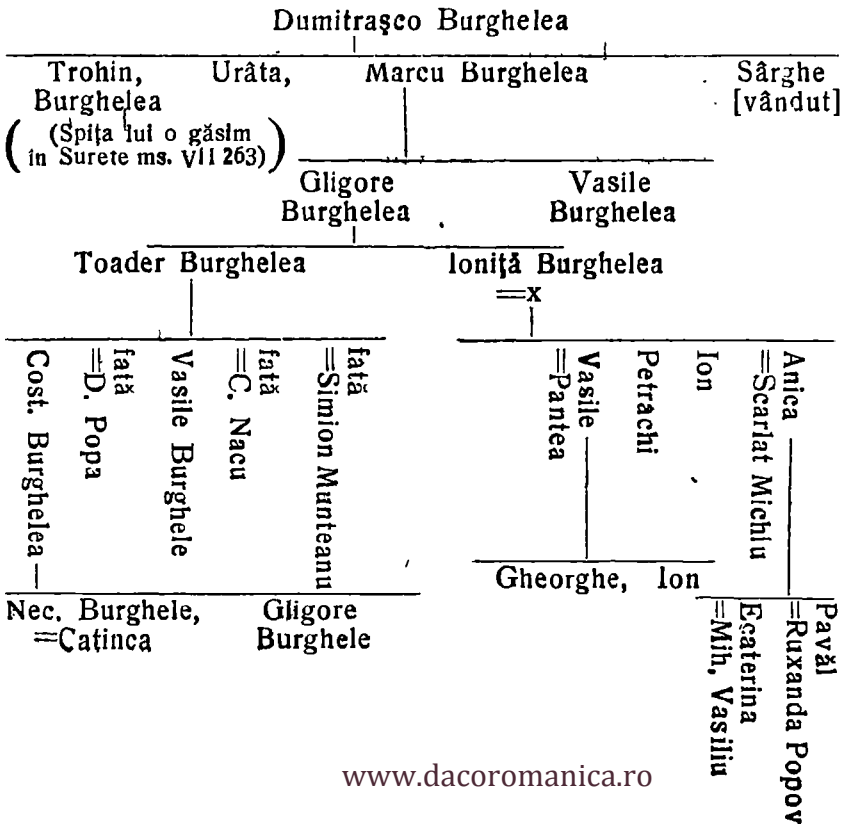 Dumitrașco Burghelea
Trohin, Urâta, Marcu Burghelea Sârghe
Burghelea [vândut]
(Spița lui o găsim
în Surete ms. VII 263)
Gligore Vasile
Burghelea Burghelea
Toader Burghelea Ioniță Burghelea
=x
Cost. Burghelea
fată
=D. Popa
Vasile Burghele
fată
=C. Nacu
fată
=Simion Munteanu
Vasile
=Pantea
Petrachi
Ion
Anica
=Scarlat Michiu
Gheorghe, Ion
Nec. Burghele, Gligore
=Catinca Burghele
Ecaterina
=Mih, Vasiliu
Pavăl
=Ruxanda Popov
www.dacoromanica.ro